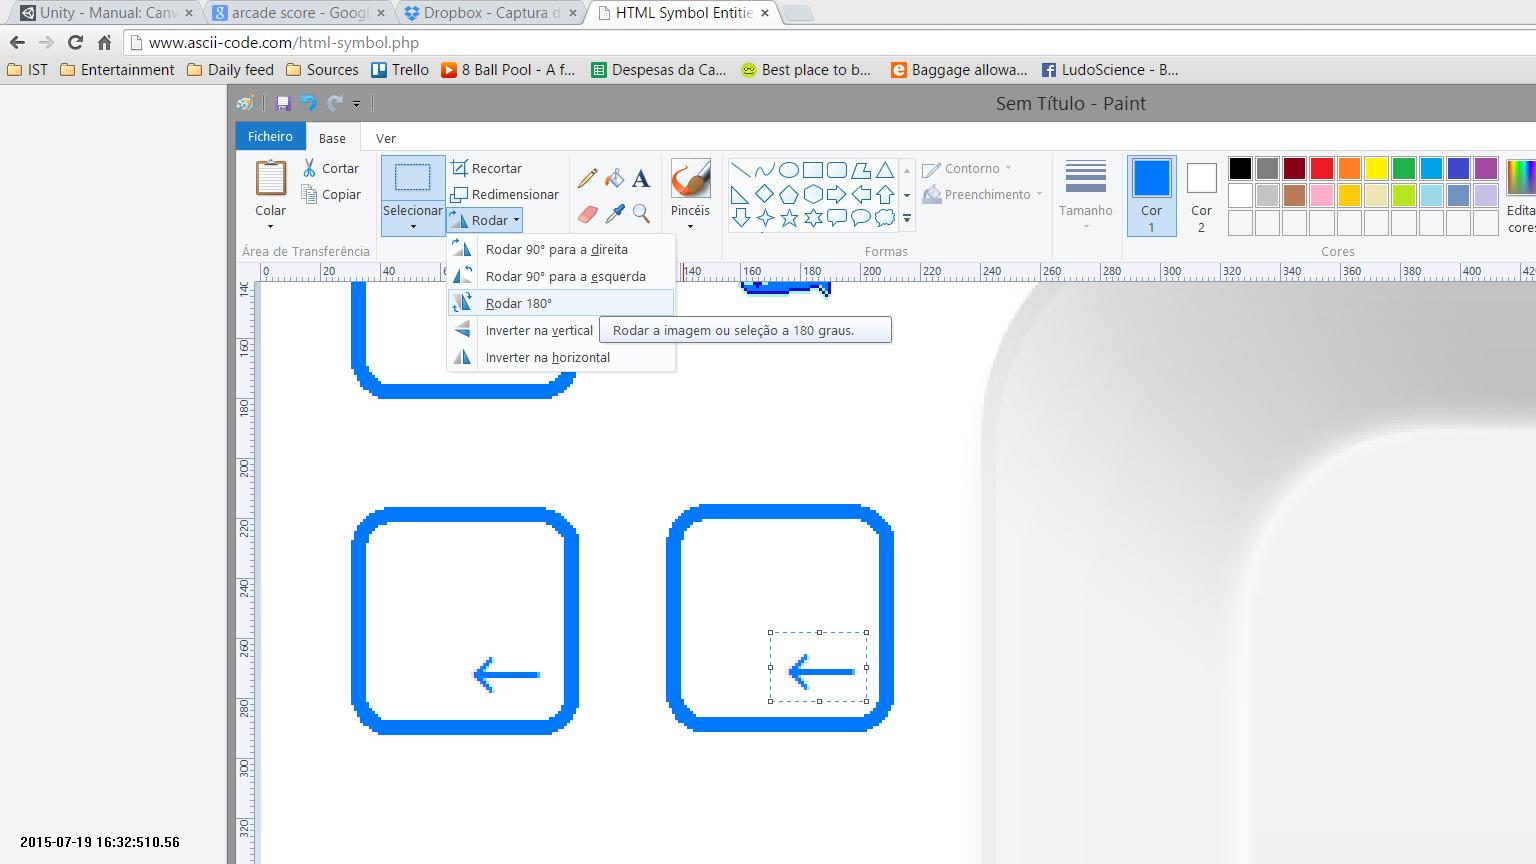 Unity - Manual: Canv
arcade score - Goog
Dropbox - Captura d
HTML Symbol Entitie
www.ascii-code.com/html-symbol.php
IST Entertainment Daily feed Sources Trello 8 Ball Pool - A f... Despesas da Ca... Best place to b... Baggage allowa... LudoScience - B...
Sem Título - Paint
Ficheiro Base Ver
Colar
Cortar
Copiar
Área de Transferência
Selecionar
Recortar
Redimensionar
Rodar
A
Pincéis
Formas
Contorno
Preenchimento
Tamanho
Cor 1
Cor 2
Cores
Edita
cores
Rodar 90° para a direita
Rodar 90° para a esquerda
Rodar 180°
Inverter na vertical
Inverter na horizontal
Rodar a imagem ou seleção a 180 graus.
0 20 40 140 160 180 200 220 240 260 280 300 320 340 360 380 400 420
160
180
200
220
240
260
280
300
320
2015-07-19 16:32:510.56